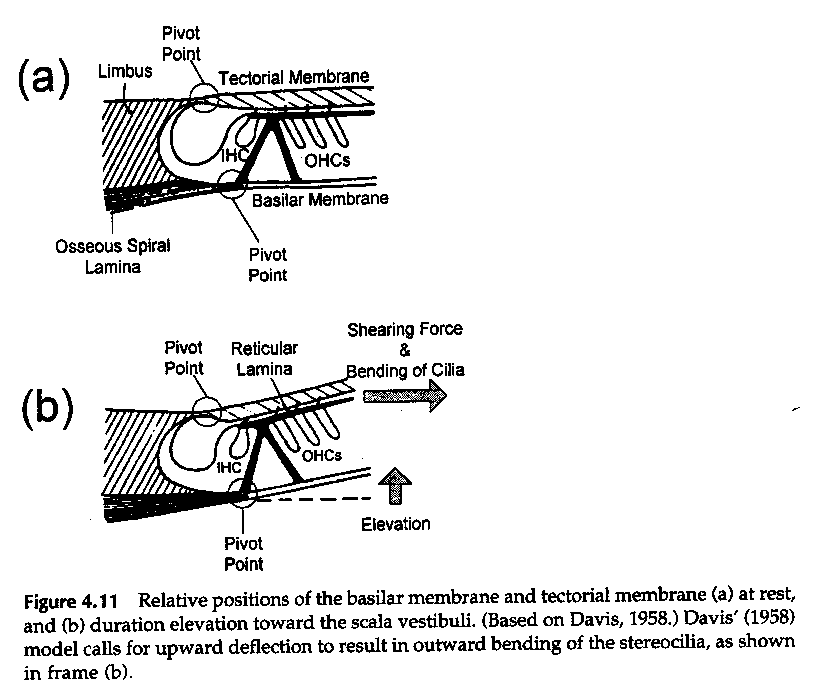 (a)
Pivot
Point
Limbus
Tectorial Membrane
IHC
OHCs
Basilar Membrane
Osseous Spiral
Lamina
Pivot
Point
(b)
Pivot
Point
Reticular
Lamina
Shearing Force
&
Bending of Cilia
IHC
OHCs
Elevation
Pivot
Point
Figure 4.11 Relative positions of the basilar membrane and tectorial membrane (a) at rest,
and (b) duration elevation toward the scala vestibuli. (Based on Davis, 1958.) Davis' (1958)
model calls for upward deflection to result in outward bending of the stereocilia, as shown
in frame (b).